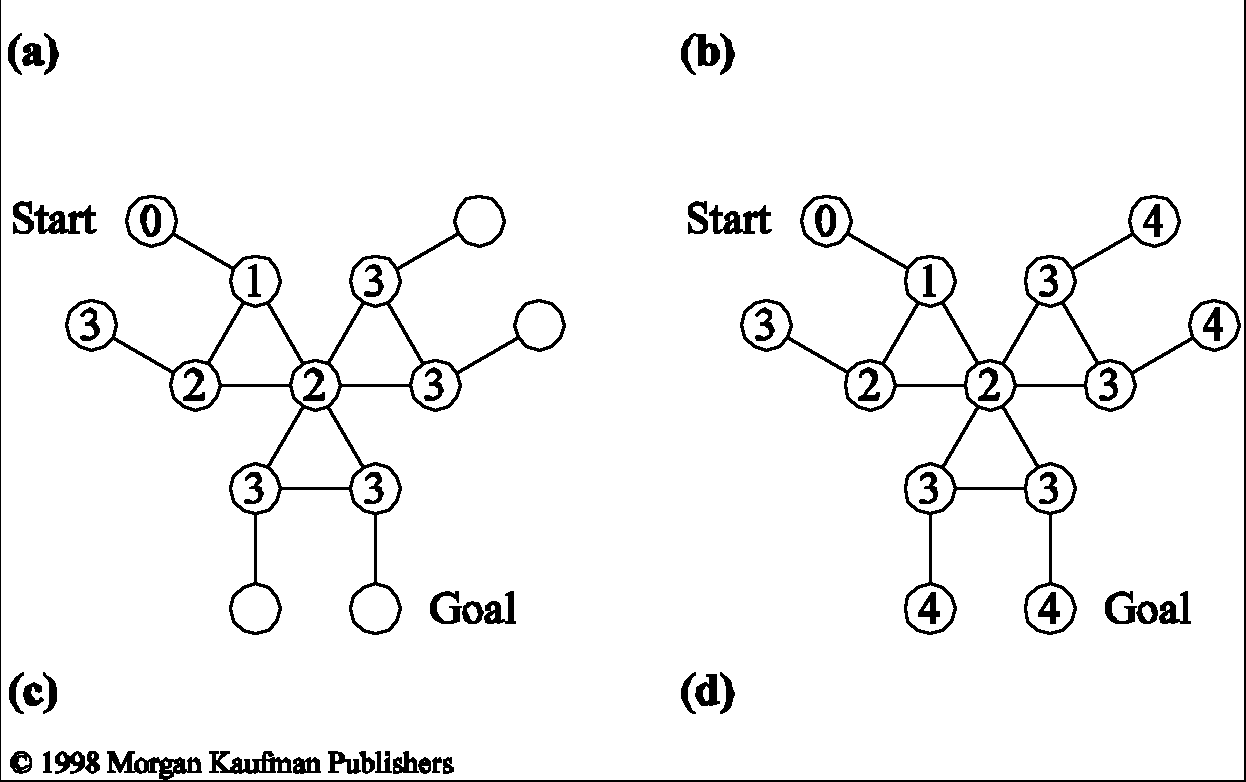 (a) (b)
Start 0 Start 0 4
1 3 1 3
3 3 4
2 2 3 2 2 3
3 3 3 3
Goal 4 4 Goal
(c) (d)
© 1998 Morgan Kaufman Publishers